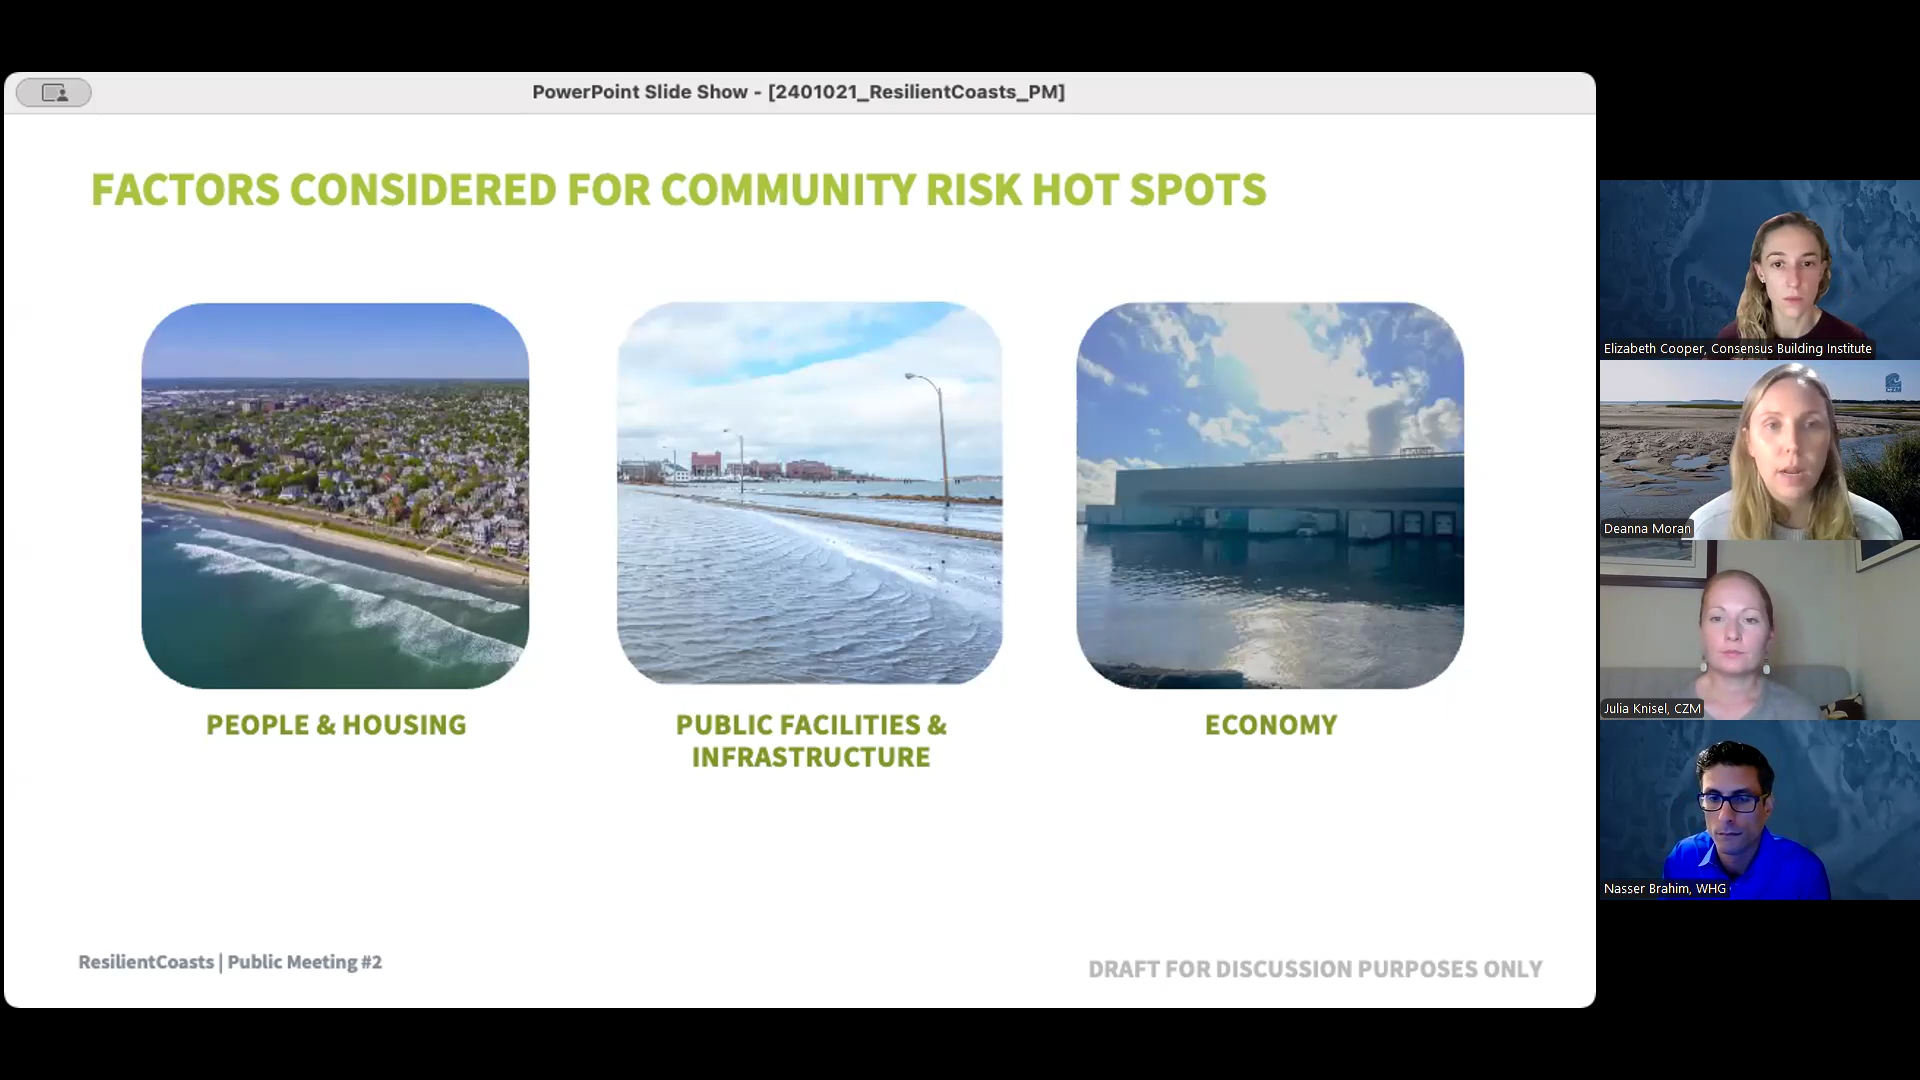 PowerPoint Slide Show - [2401021_ResilientCoasts_PM]
FACTORS CONSIDERED FOR COMMUNITY RISK HOT SPOTS
PEOPLE & HOUSING
PUBLIC FACILITIES &
INFRASTRUCTURE
ECONOMY
ResilientCoasts | Public Meeting #2
DRAFT FOR DISCUSSION PURPOSES ONLY
Elizabeth Cooper, Consensus Building Institute
CZM
Deanna Moran
Julia Knisel, CZM
Nasser Brahim, WHG